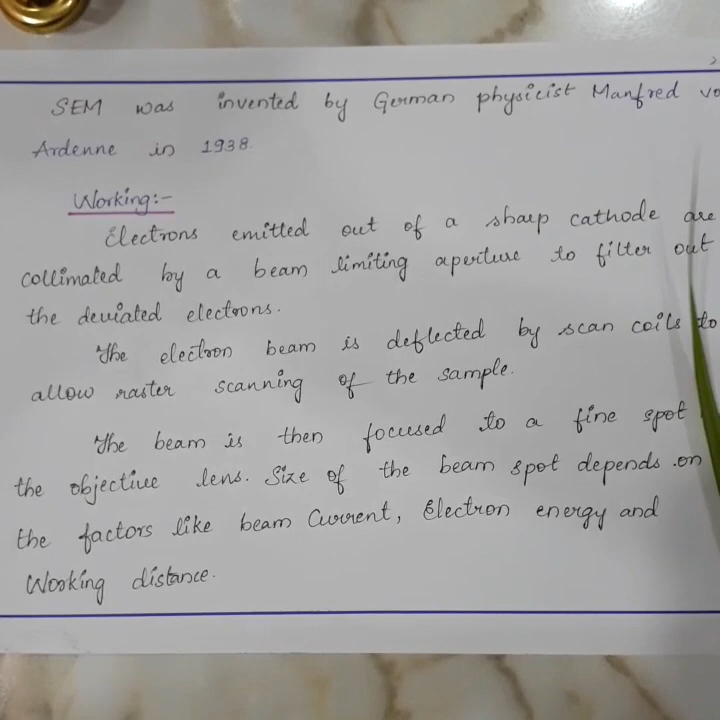 SEM was invented by German physicist Manfred vo
Ardenne in 1938.
Working:-
Electrons emitted out of a sharp cathode are
collimated by a beam limiting aperture to filter out
the deviated electrons.
The electron beam is deflected by scan coils to
allow raster scanning of the sample.
The beam is then focused to a fine spot
the objective lens. Size of the beam spot depends on
the factors like beam Current, Electron energy and
Working distance.